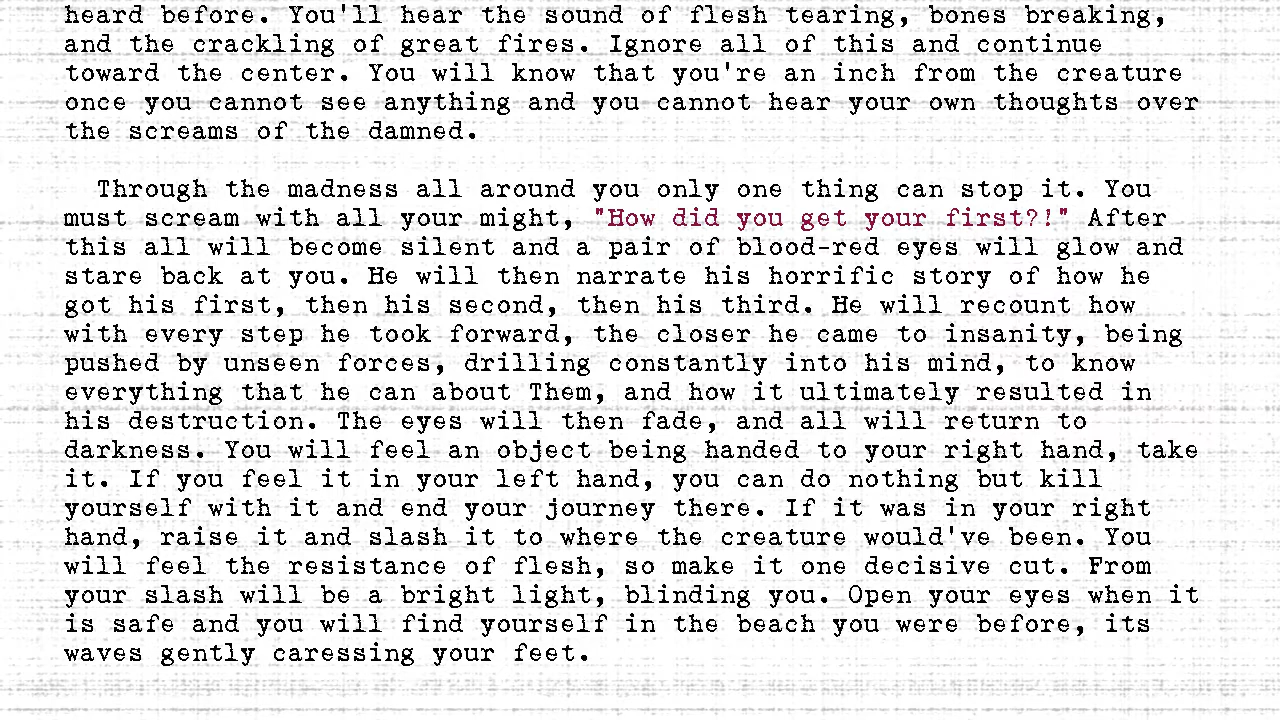 heard before. You'll hear the sound of flesh tearing, bones breaking,
and the crackling of great fires. Ignore all of this and continue
toward the center. You will know that you're an inch from the creature
once you cannot see anything and you cannot hear your own thoughts over
the screams of the damned.
Through the madness all around you only one thing can stop it. You
must scream with all your might, "How did you get your first?!" After
this all will become silent and a pair of blood-red eyes will glow and
stare back at you. He will then narrate his horrific story of how he
got his first, then his second, then his third. He will recount how
with every step he took forward, the closer he came to insanity, being
pushed by unseen forces, drilling constantly into his mind, to know
everything that he can about Them, and how it ultimately resulted in
his destruction. The eyes will then fade, and all will return to
darkness. You will feel an object being handed to your right hand, take
it. If you feel it in your left hand, you can do nothing but kill
yourself with it and end your journey there. If it was in your right
hand, raise it and slash it to where the creature would've been. You
will feel the resistance of flesh, so make it one decisive cut. From
your slash will be a bright light, blinding you. Open your eyes when it
is safe and you will find yourself in the beach you were before, its
waves gently caressing your feet.